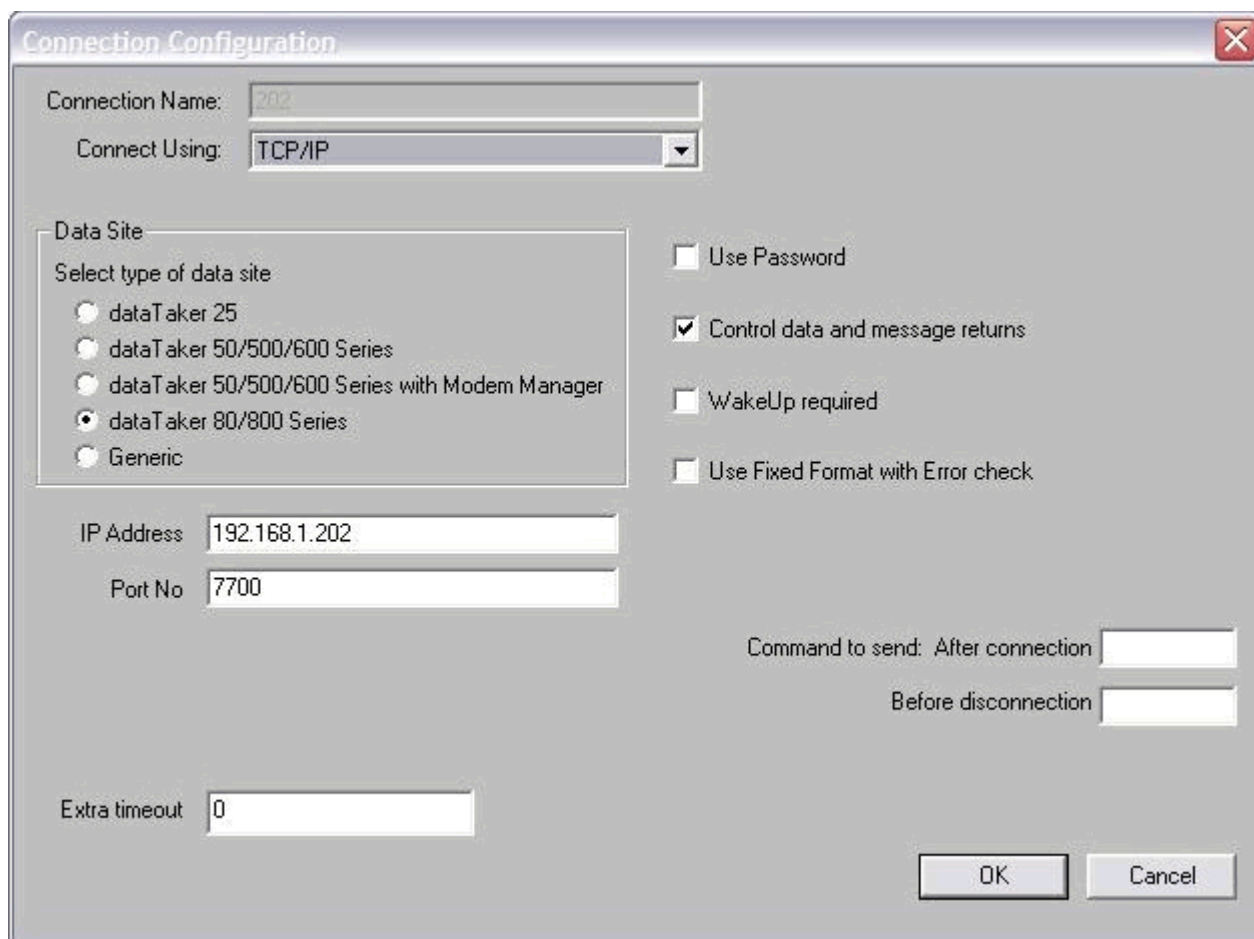 Connection Configuration
Connection Name: 202
Connect Using: TCP/IP
Data Site
Select type of data site
dataTaker 25
dataTaker 50/500/600 Series
dataTaker 50/500/600 Series with Modem Manager
dataTaker 80/800 Series
Generic
Use Password
Control data and message returns
WakeUp required
Use Fixed Format with Error check
IP Address 192.168.1.202
Port No 7700
Command to send: After connection
Before disconnection
Extra timeout 0
OK Cancel